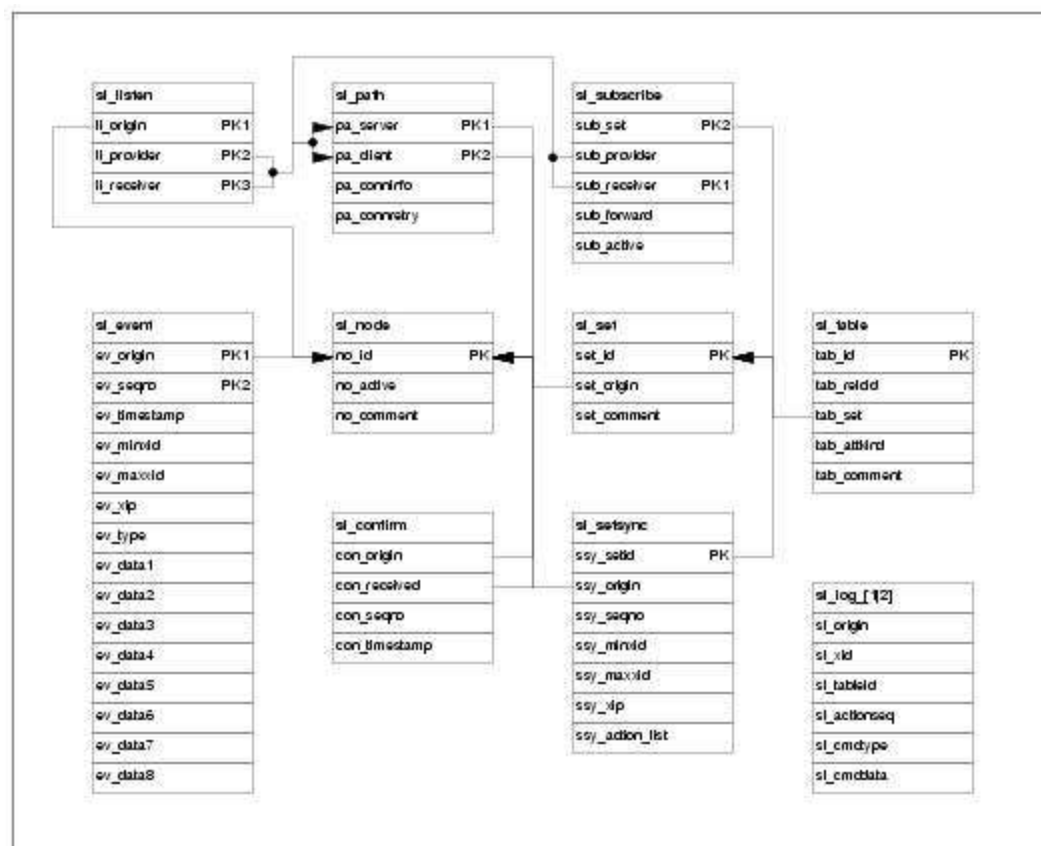 sl_listen
li_origin PK1
li_provider PK2
li_receiver PK3
sl_path
pa_server PK1
pa_client PK2
pa_conninfo
pa_connretry
sl_subscribe
sub_set PK2
sub_provider
sub_receiver PK1
sub_forward
sub_active
sl_event
ev_origin PK1
ev_seqno PK2
ev_timestamp
ev_minxid
ev_maxxid
ev_xip
ev_type
ev_data1
ev_data2
ev_data3
ev_data4
ev_data5
ev_data6
ev_data7
ev_data8
sl_node
no_id PK
no_active
no_comment
sl_set
set_id PK
set_origin
set_comment
sl_table
tab_id PK
tab_reloid
tab_set
tab_attkind
tab_comment
sl_confirm
con_origin
con_received
con_seqno
con_timestamp
sl_setsync
ssy_setid PK
ssy_origin
ssy_seqno
ssy_minxid
ssy_maxxid
ssy_xip
ssy_action_list
sl_log_[1|2]
sl_origin
sl_xid
sl_tableid
sl_actionseq
sl_cmdtype
sl_cmddata